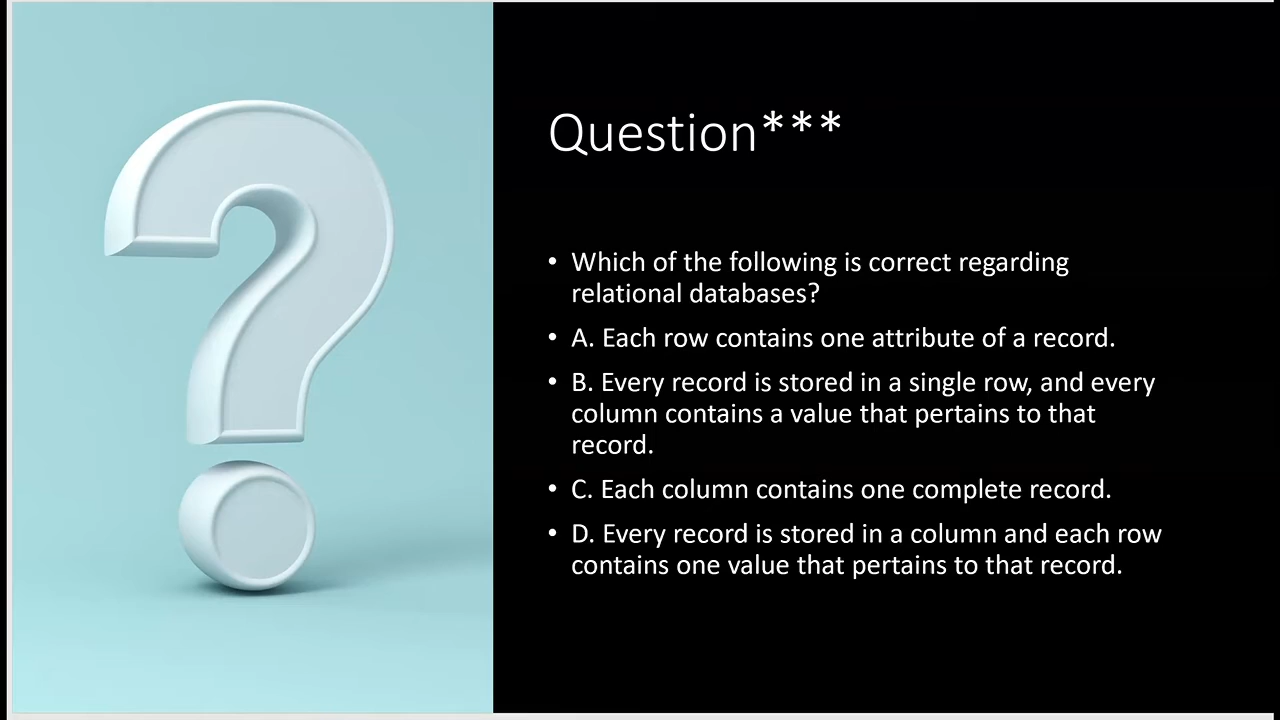 Question***
• Which of the following is correct regarding
relational databases?
• A. Each row contains one attribute of a record.
• B. Every record is stored in a single row, and every
column contains a value that pertains to that
record.
• C. Each column contains one complete record.
• D. Every record is stored in a column and each row
contains one value that pertains to that record.